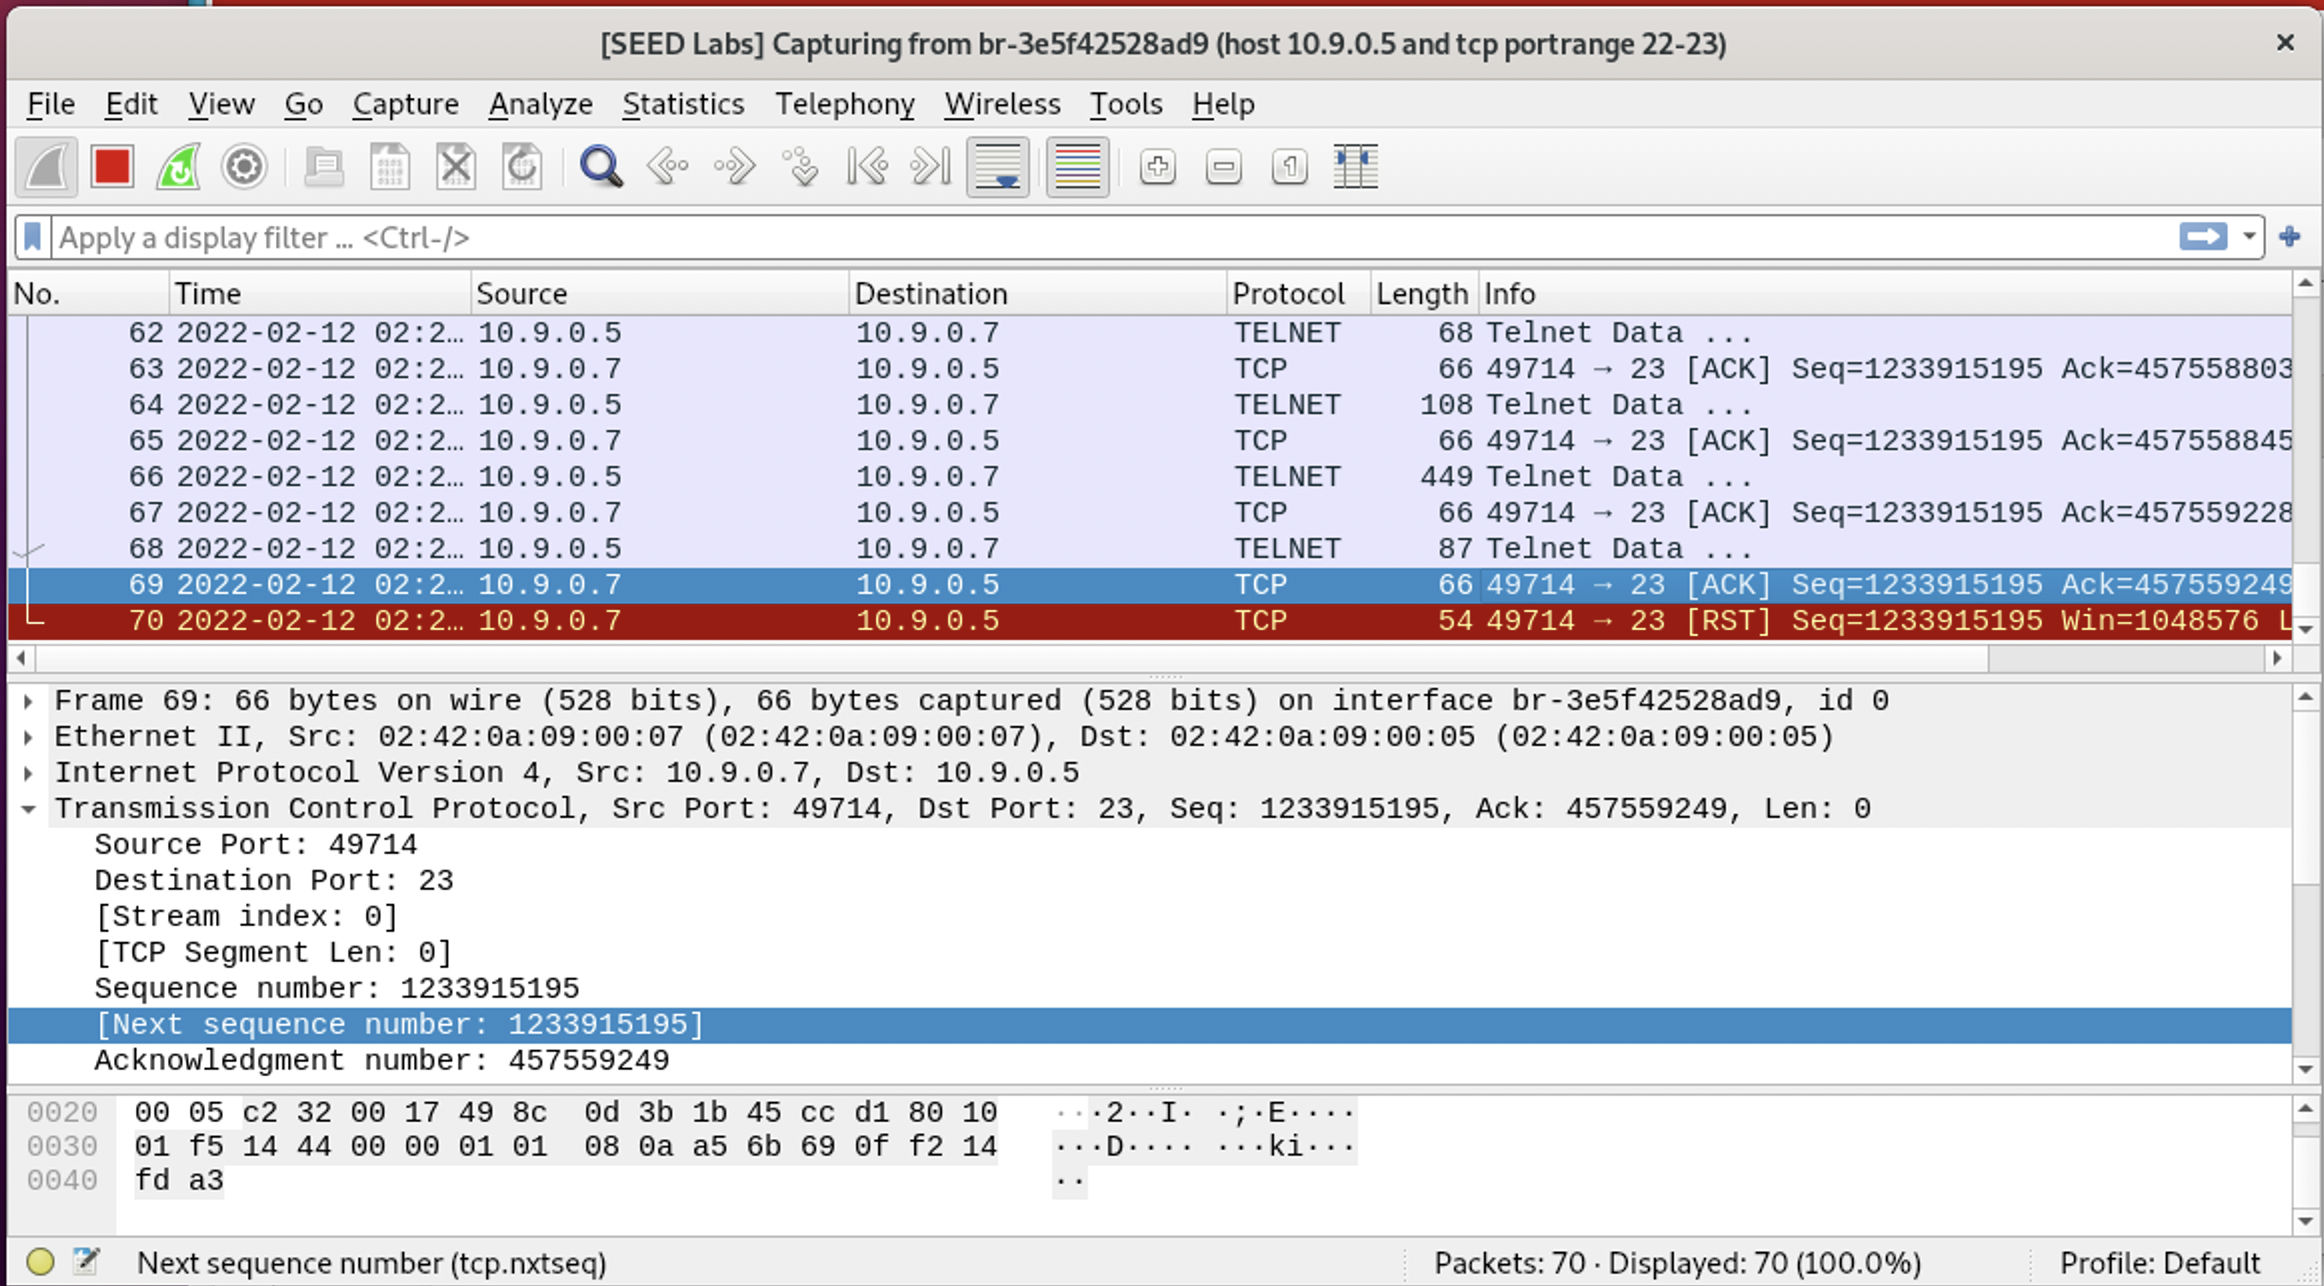 [SEED Labs] Capturing from br-3e5f42528ad9 (host 10.9.0.5 and tcp portrange 22-23)
File Edit View Go Capture Analyze Statistics Telephony Wireless Tools Help
Apply a display filter ... <Ctrl-/>
No. Time Source Destination Protocol Length Info
62 2022-02-12 02:2… 10.9.0.5 10.9.0.7 TELNET 68 Telnet Data ...
63 2022-02-12 02:2… 10.9.0.7 10.9.0.5 TCP 66 49714 → 23 [ACK] Seq=1233915195 Ack=457558803
64 2022-02-12 02:2… 10.9.0.5 10.9.0.7 TELNET 108 Telnet Data ...
65 2022-02-12 02:2… 10.9.0.7 10.9.0.5 TCP 66 49714 → 23 [ACK] Seq=1233915195 Ack=457558845
66 2022-02-12 02:2… 10.9.0.5 10.9.0.7 TELNET 449 Telnet Data ...
67 2022-02-12 02:2… 10.9.0.7 10.9.0.5 TCP 66 49714 → 23 [ACK] Seq=1233915195 Ack=457559228
68 2022-02-12 02:2… 10.9.0.5 10.9.0.7 TELNET 87 Telnet Data ...
69 2022-02-12 02:2… 10.9.0.7 10.9.0.5 TCP 66 49714 → 23 [ACK] Seq=1233915195 Ack=457559249
70 2022-02-12 02:2… 10.9.0.7 10.9.0.5 TCP 54 49714 → 23 [RST] Seq=1233915195 Win=1048576 L
Frame 69: 66 bytes on wire (528 bits), 66 bytes captured (528 bits) on interface br-3e5f42528ad9, id 0
Ethernet II, Src: 02:42:0a:09:00:07 (02:42:0a:09:00:07), Dst: 02:42:0a:09:00:05 (02:42:0a:09:00:05)
Internet Protocol Version 4, Src: 10.9.0.7, Dst: 10.9.0.5
Transmission Control Protocol, Src Port: 49714, Dst Port: 23, Seq: 1233915195, Ack: 457559249, Len: 0
Source Port: 49714
Destination Port: 23
[Stream index: 0]
[TCP Segment Len: 0]
Sequence number: 1233915195
[Next sequence number: 1233915195]
Acknowledgment number: 457559249
0020 00 05 c2 32 00 17 49 8c 0d 3b 1b 45 cc d1 80 10 ···2··I· ·;·E····
0030 01 f5 14 44 00 00 01 01 08 0a a5 6b 69 0f f2 14 ···D···· ···ki···
0040 fd a3 ··
Next sequence number (tcp.nxtseq) Packets: 70 · Displayed: 70 (100.0%) Profile: Default